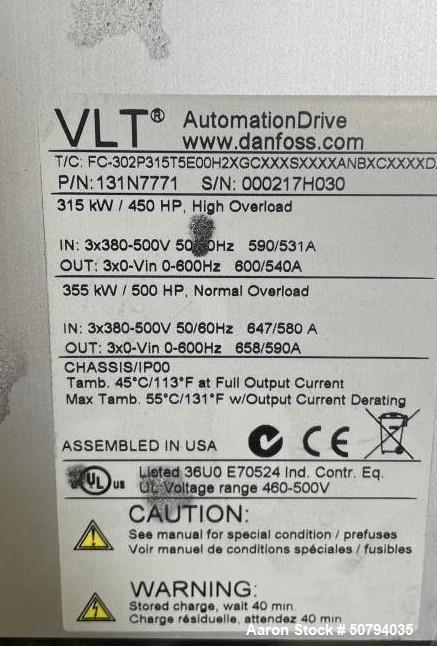 VLT® AutomationDrive
www.danfoss.com
T/C: FC-302P315T5E00H2XGCXXXSXXXXANBXCXXXXD
P/N:131N7771 S/N: 000217H030
315 kW / 450 HP, High Overload
IN: 3x380-500V 50/60Hz 590/531A
OUT: 3x0-Vin 0-600Hz 600/540A
355 kW / 500 HP, Normal Overload
IN: 3x380-500V 50/60Hz 647/580 A
OUT: 3x0-Vin 0-600Hz 658/590A
CHASSIS/IP00
Tamb. 45°C/113°F at Full Output Current
Max Tamb. 55°C/131°F w/Output Current Derating
ASSEMBLED IN USA CE
c UL us Listed 36U0 E70524 Ind. Contr. Eq.
UL Voltage range 460-500V
CAUTION:
See manual for special condition / prefuses
Voir manuel de conditions spéciales / fusibles
WARNING:
Stored charge, wait 40 min.
Charge résiduelle, attendez 40 min
Aaron Stock # 50794035